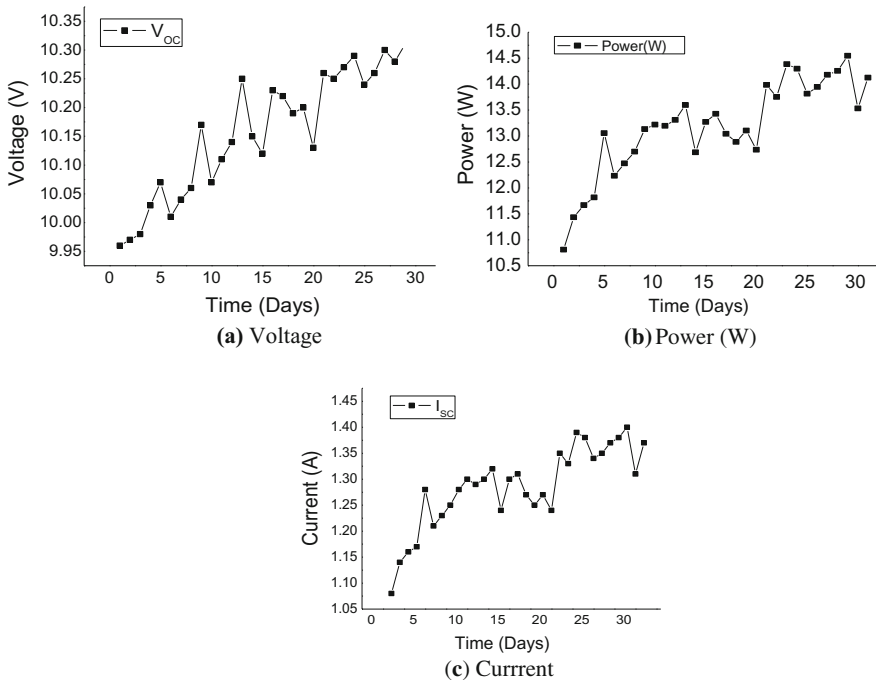 10.35
10.30
10.25
10.20
10.15
10.10
10.05
10.00
9.95
Voltage (V)
V_OC
0 5 10 15 20 25 30
Time (Days)
(a) Voltage
15.0
14.5
14.0
13.5
13.0
12.5
12.0
11.5
11.0
10.5
Power (W)
Power(W)
0 5 10 15 20 25 30
Time (Days)
(b) Power (W)
1.45
1.40
1.35
1.30
1.25
1.20
1.15
1.10
1.05
Current (A)
I_SC
0 5 10 15 20 25 30
Time (Days)
(c) Currrent